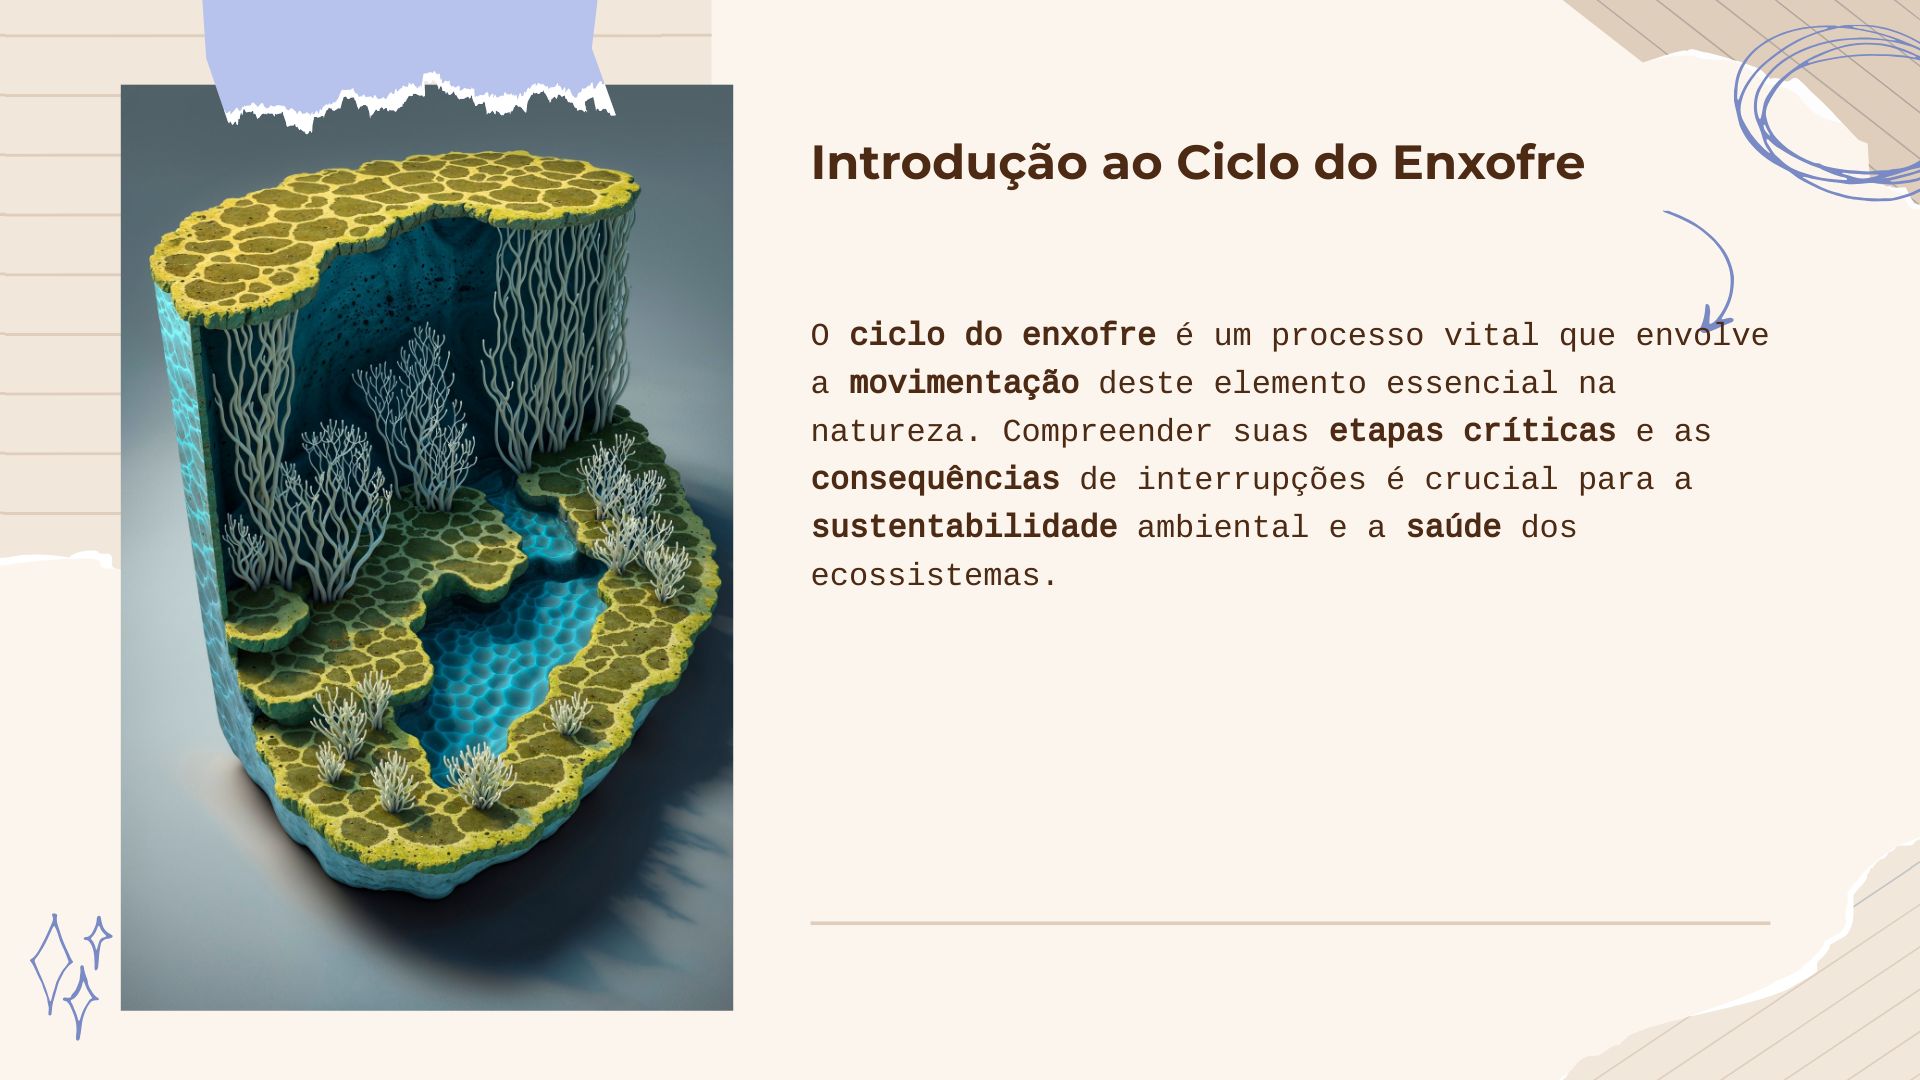 Introdução ao Ciclo do Enxofre
O ciclo do enxofre é um processo vital que envolve
a movimentação deste elemento essencial na
natureza. Compreender suas etapas críticas e as
consequências de interrupções é crucial para a
sustentabilidade ambiental e a saúde dos
ecossistemas.